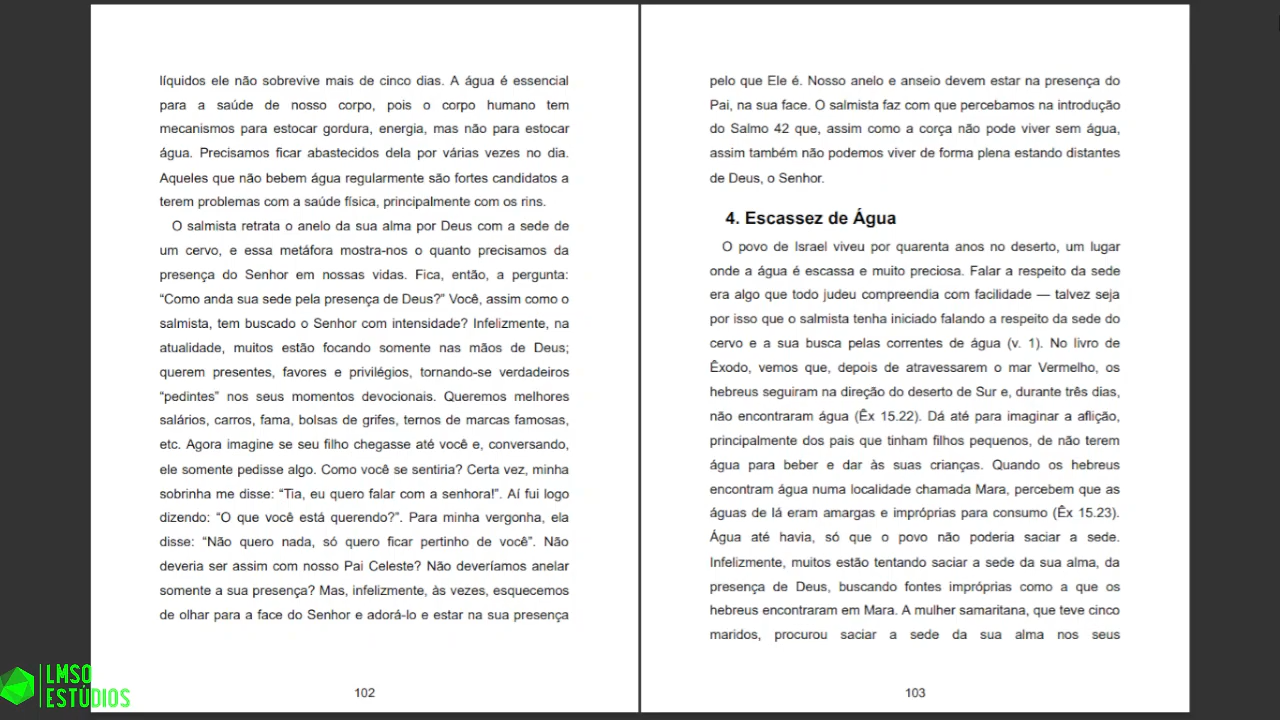 líquidos ele não sobrevive mais de cinco dias. A água é essencial
para a saúde de nosso corpo, pois o corpo humano tem
mecanismos para estocar gordura, energia, mas não para estocar
água. Precisamos ficar abastecidos dela por várias vezes no dia.
Aqueles que não bebem água regularmente são fortes candidatos a
terem problemas com a saúde física, principalmente com os rins.
O salmista retrata o anelo da sua alma por Deus com a sede de
um cervo, e essa metáfora mostra-nos o quanto precisamos da
presença do Senhor em nossas vidas. Fica, então, a pergunta:
“Como anda sua sede pela presença de Deus?” Você, assim como o
salmista, tem buscado o Senhor com intensidade? Infelizmente, na
atualidade, muitos estão focando somente nas mãos de Deus;
querem presentes, favores e privilégios, tornando-se verdadeiros
“pedintes” nos seus momentos devocionais. Queremos melhores
salários, carros, fama, bolsas de grifes, ternos de marcas famosas,
etc. Agora imagine se seu filho chegasse até você e, conversando,
ele somente pedisse algo. Como você se sentiria? Certa vez, minha
sobrinha me disse: “Tia, eu quero falar com a senhora!”. Aí fui logo
dizendo: “O que você está querendo?”. Para minha vergonha, ela
disse: “Não quero nada, só quero ficar pertinho de você”. Não
deveria ser assim com nosso Pai Celeste? Não deveríamos anelar
somente a sua presença? Mas, infelizmente, às vezes, esquecemos
de olhar para a face do Senhor e adorá-lo e estar na sua presença
102
pelo que Ele é. Nosso anelo e anseio devem estar na presença do
Pai, na sua face. O salmista faz com que percebamos na introdução
do Salmo 42 que, assim como a corça não pode viver sem água,
assim também não podemos viver de forma plena estando distantes
de Deus, o Senhor.
4. Escassez de Água
O povo de Israel viveu por quarenta anos no deserto, um lugar
onde a água é escassa e muito preciosa. Falar a respeito da sede
era algo que todo judeu compreendia com facilidade — talvez seja
por isso que o salmista tenha iniciado falando a respeito da sede do
cervo e a sua busca pelas correntes de água (v. 1). No livro de
Êxodo, vemos que, depois de atravessarem o mar Vermelho, os
hebreus seguiram na direção do deserto de Sur e, durante três dias,
não encontraram água (Êx 15.22). Dá até para imaginar a aflição,
principalmente dos pais que tinham filhos pequenos, de não terem
água para beber e dar às suas crianças. Quando os hebreus
encontram água numa localidade chamada Mara, percebem que as
águas de lá eram amargas e impróprias para consumo (Êx 15.23).
Água até havia, só que o povo não poderia saciar a sede.
Infelizmente, muitos estão tentando saciar a sede da sua alma, da
presença de Deus, buscando fontes impróprias como a que os
hebreus encontraram em Mara. A mulher samaritana, que teve cinco
maridos, procurou saciar a sede da sua alma nos seus
103
LMSO
ESTÚDIOS